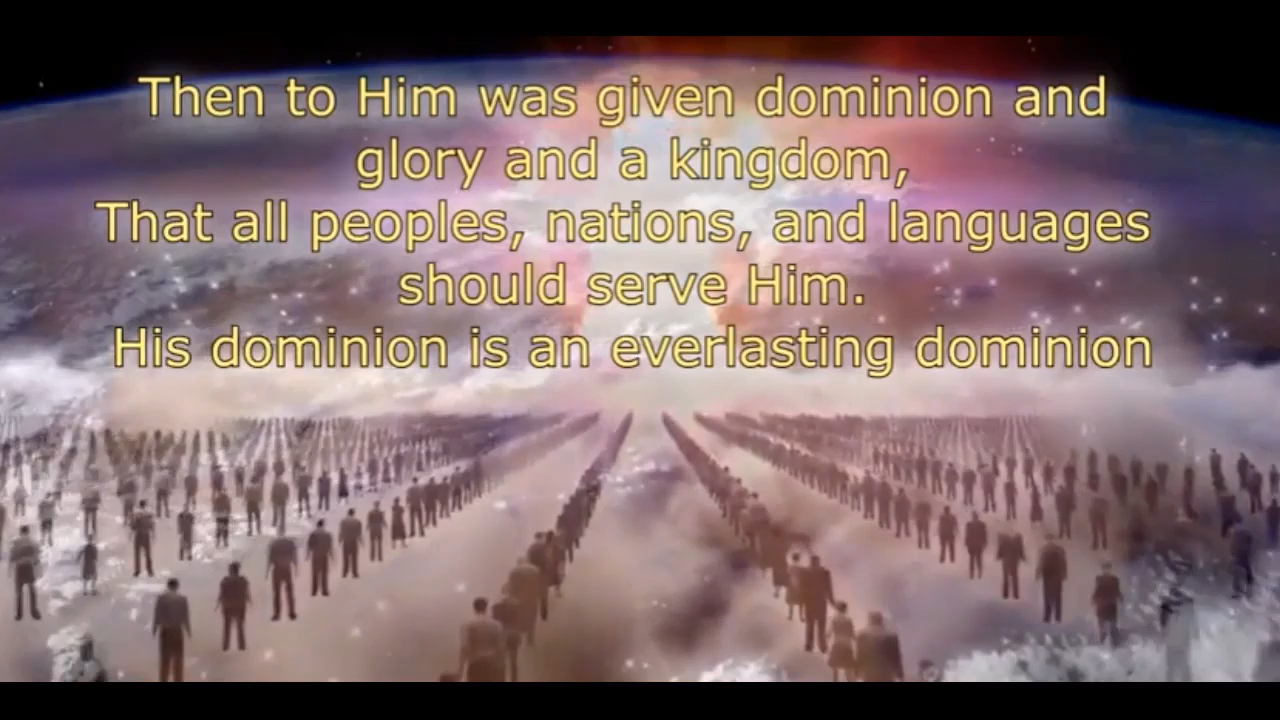 Then to Him was given dominion and
glory and a kingdom,
That all peoples, nations, and languages
should serve Him.
His dominion is an everlasting dominion